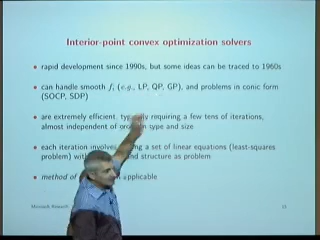 Interior-point convex optimization solvers
• rapid development since 1990s, but some ideas can be traced to 1960s
• can handle smooth fᵢ (e.g., LP, QP, GP), and problems in conic form
(SOCP, SDP)
• are extremely efficient, typically requiring a few tens of iterations,
almost independent of problem type and size
• each iteration involves solving a set of linear equations (least-squares
problem) with and structure as problem
• method of applicable
Microsoft Research